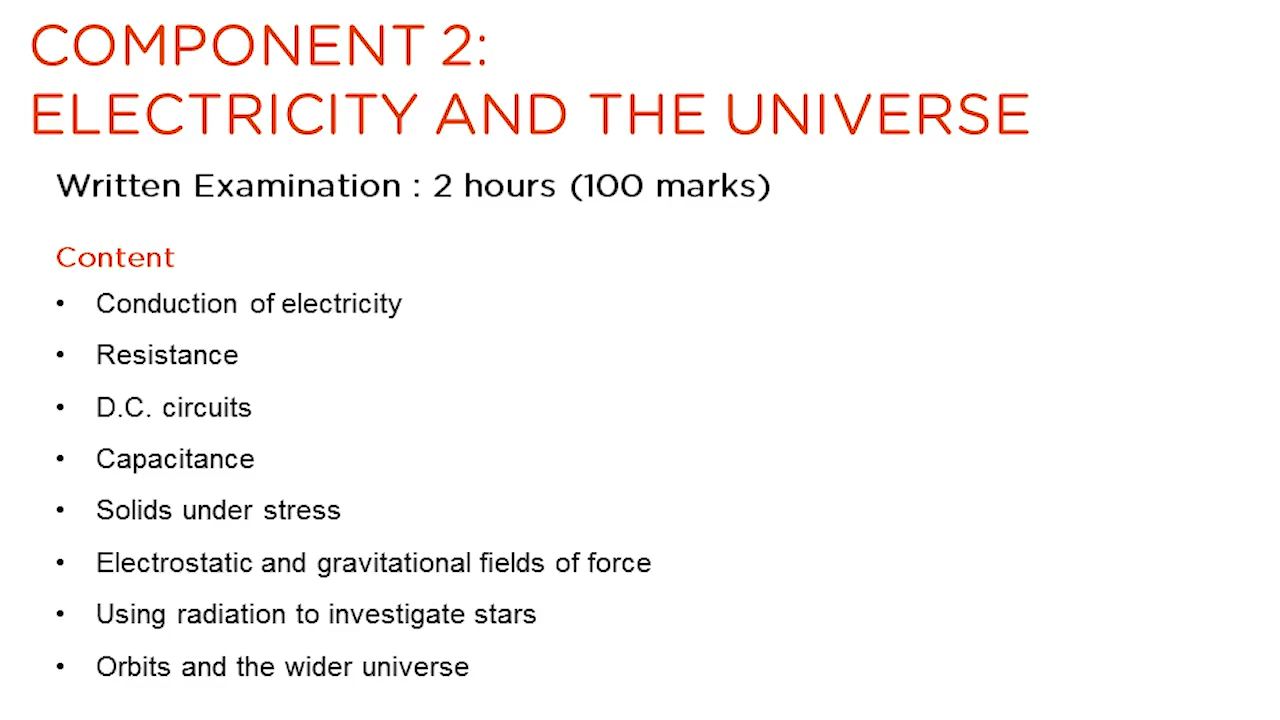 COMPONENT 2:
ELECTRICITY AND THE UNIVERSE
Written Examination : 2 hours (100 marks)
Content
• Conduction of electricity
• Resistance
• D.C. circuits
• Capacitance
• Solids under stress
• Electrostatic and gravitational fields of force
• Using radiation to investigate stars
• Orbits and the wider universe